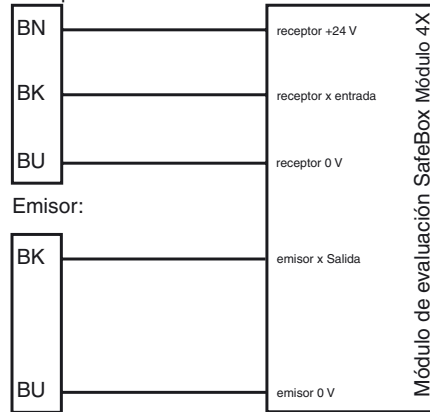 BN
receptor +24 V
BK
receptor x entrada
BU
receptor 0 V
Emisor:
BK
emisor x Salida
BU
emisor 0 V
Módulo de evaluación SafeBox Módulo 4X